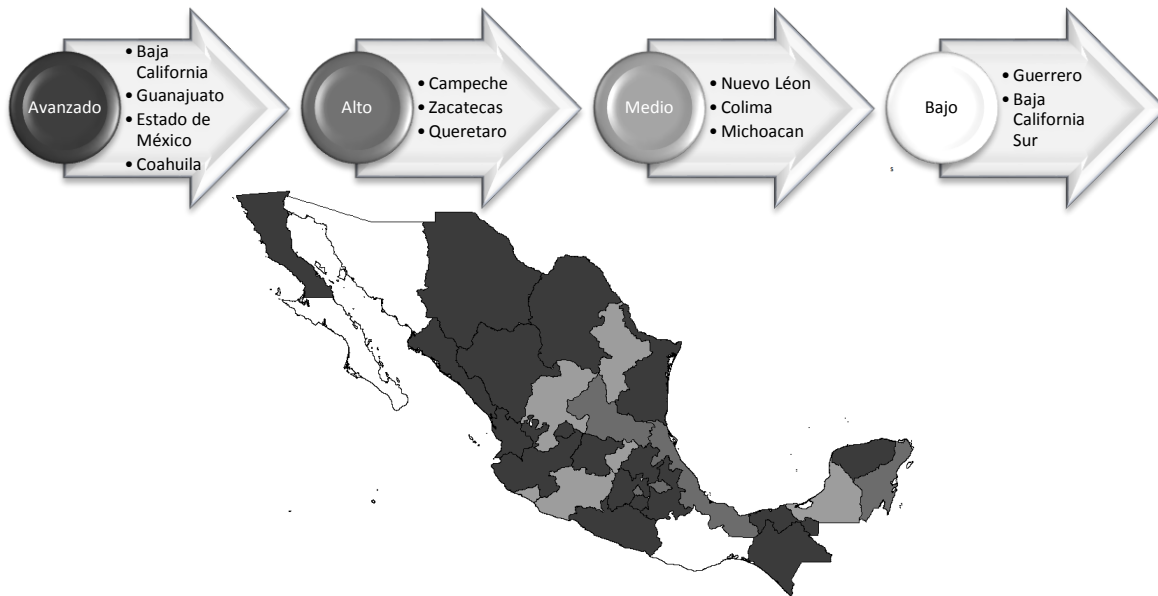 Avanzado
• Baja
California
• Guanajuato
• Estado de
México
• Coahuila
Alto
• Campeche
• Zacatecas
• Queretaro
Medio
• Nuevo Léon
• Colima
• Michoacan
Bajo
• Guerrero
• Baja
California
Sur
s